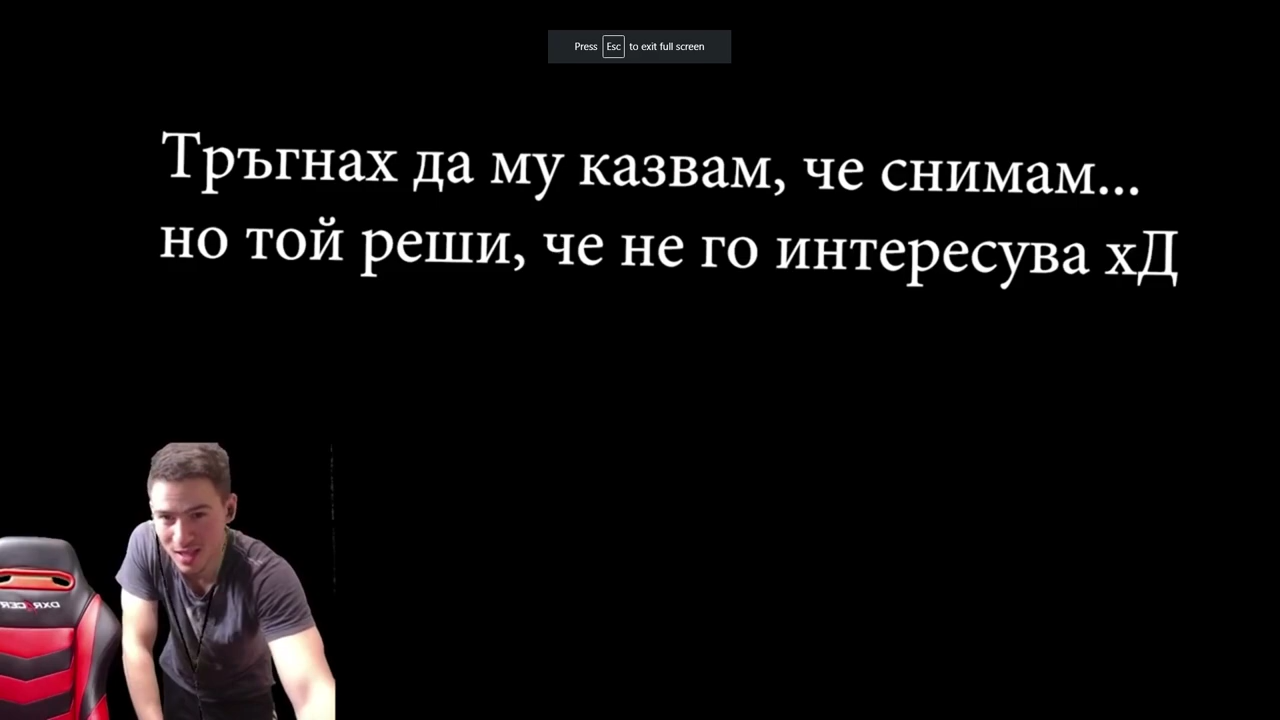 Press Esc to exit full screen
Тръгнах да му казвам, че снимам...
но той реши, че не го интересува хД
DXRACER